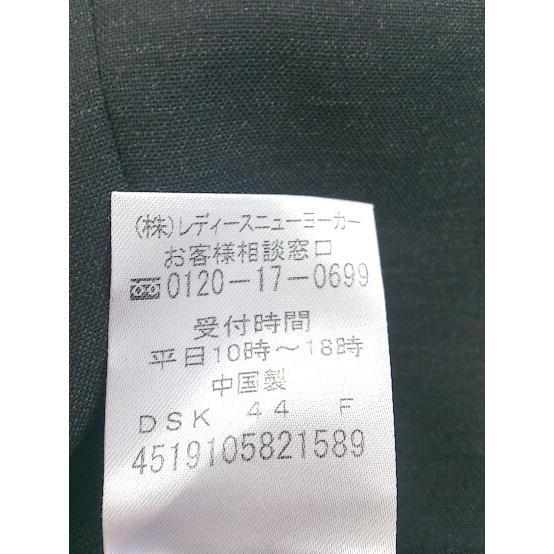 (株)レディースニューヨーカー
お客様相談窓口
0120-17-0699
受付時間
平日10時～18時
中国製
DSK 44 F
4519105821589